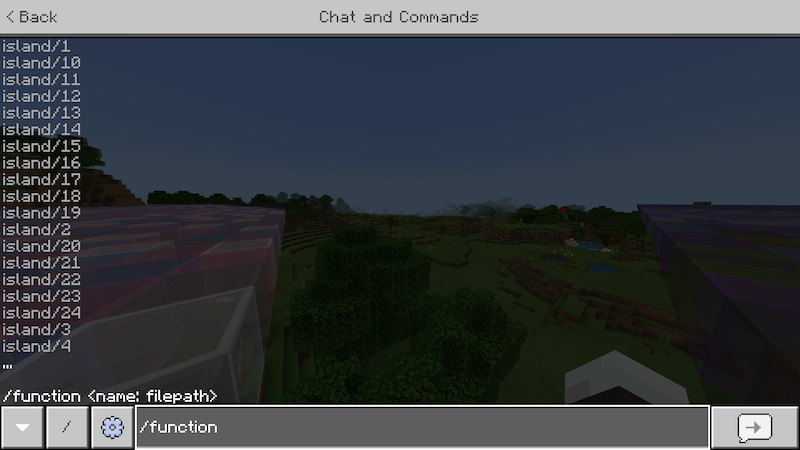 < Back
Chat and Commands
island/1
island/10
island/11
island/12
island/13
island/14
island/15
island/16
island/17
island/18
island/19
island/2
island/20
island/21
island/22
island/23
island/24
island/3
island/4
...
/function <name: filepath>
/
/function